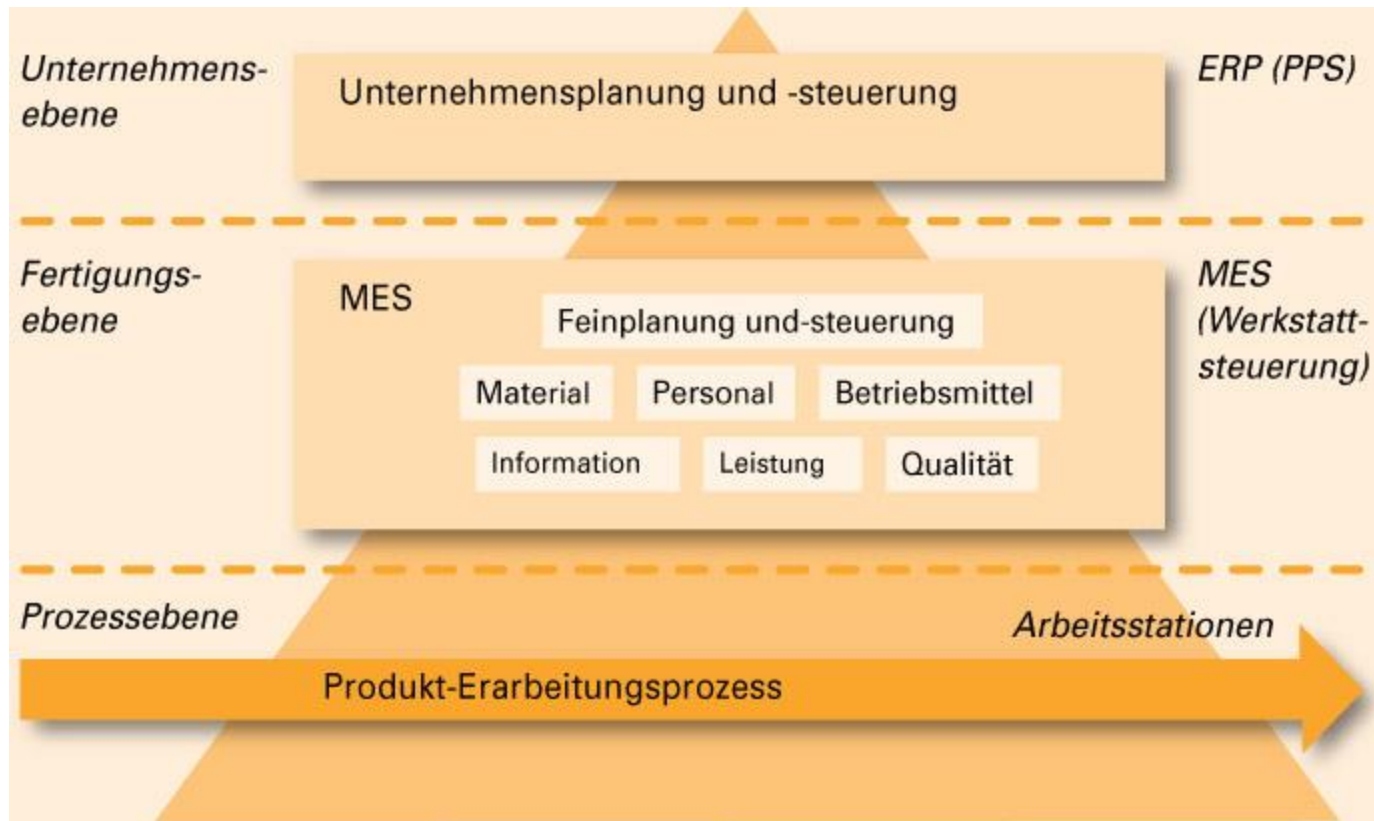 Unternehmens-
ebene
Unternehmensplanung und -steuerung
ERP (PPS)
Fertigungs-
ebene
MES
Feinplanung und-steuerung
Material Personal Betriebsmittel
Information Leistung Qualität
MES
(Werkstatt-
steuerung)
Prozessebene
Arbeitsstationen
Produkt-Erarbeitungsprozess